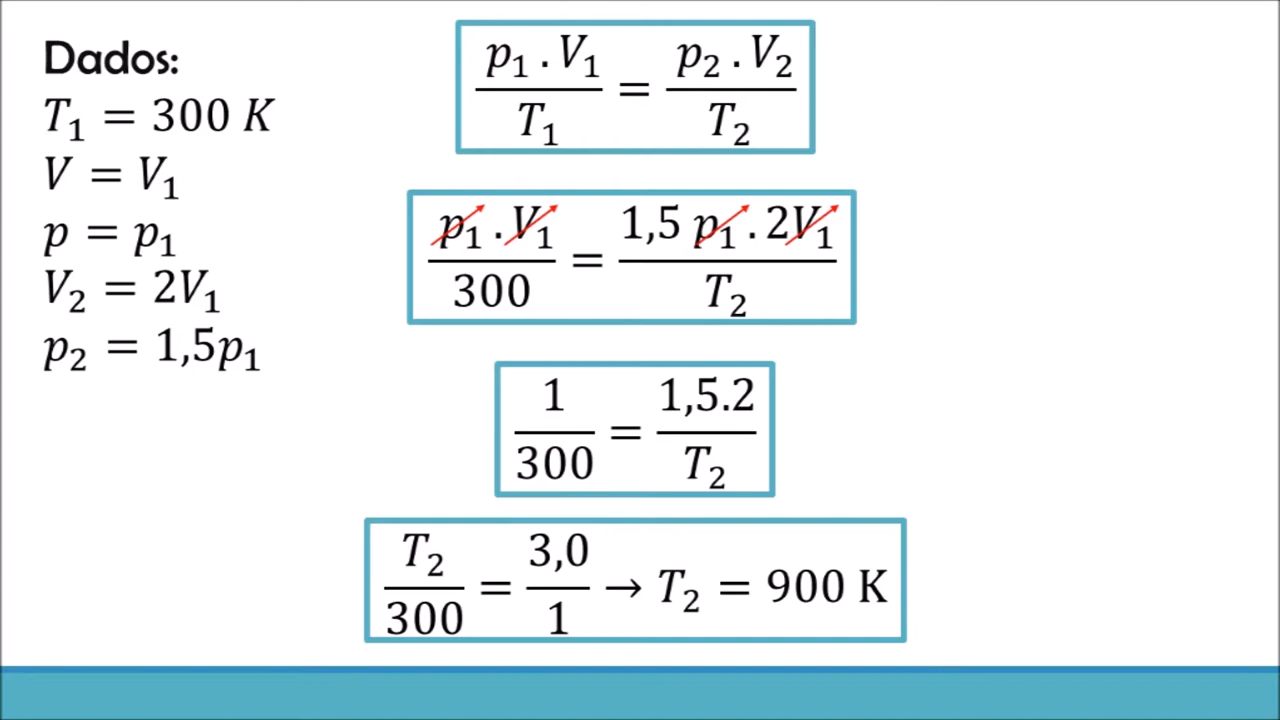 Dados:
T₁ = 300 K
V = V₁
p = p₁
V₂ = 2V₁
p₂ = 1,5p₁
p₁ . V₁ / T₁ = p₂ . V₂ / T₂
p₁ . V₁ / 300 = 1,5 p₁ . 2V₁ / T₂
1 / 300 = 1,5.2 / T₂
T₂ / 300 = 3,0 / 1 → T₂ = 900 K